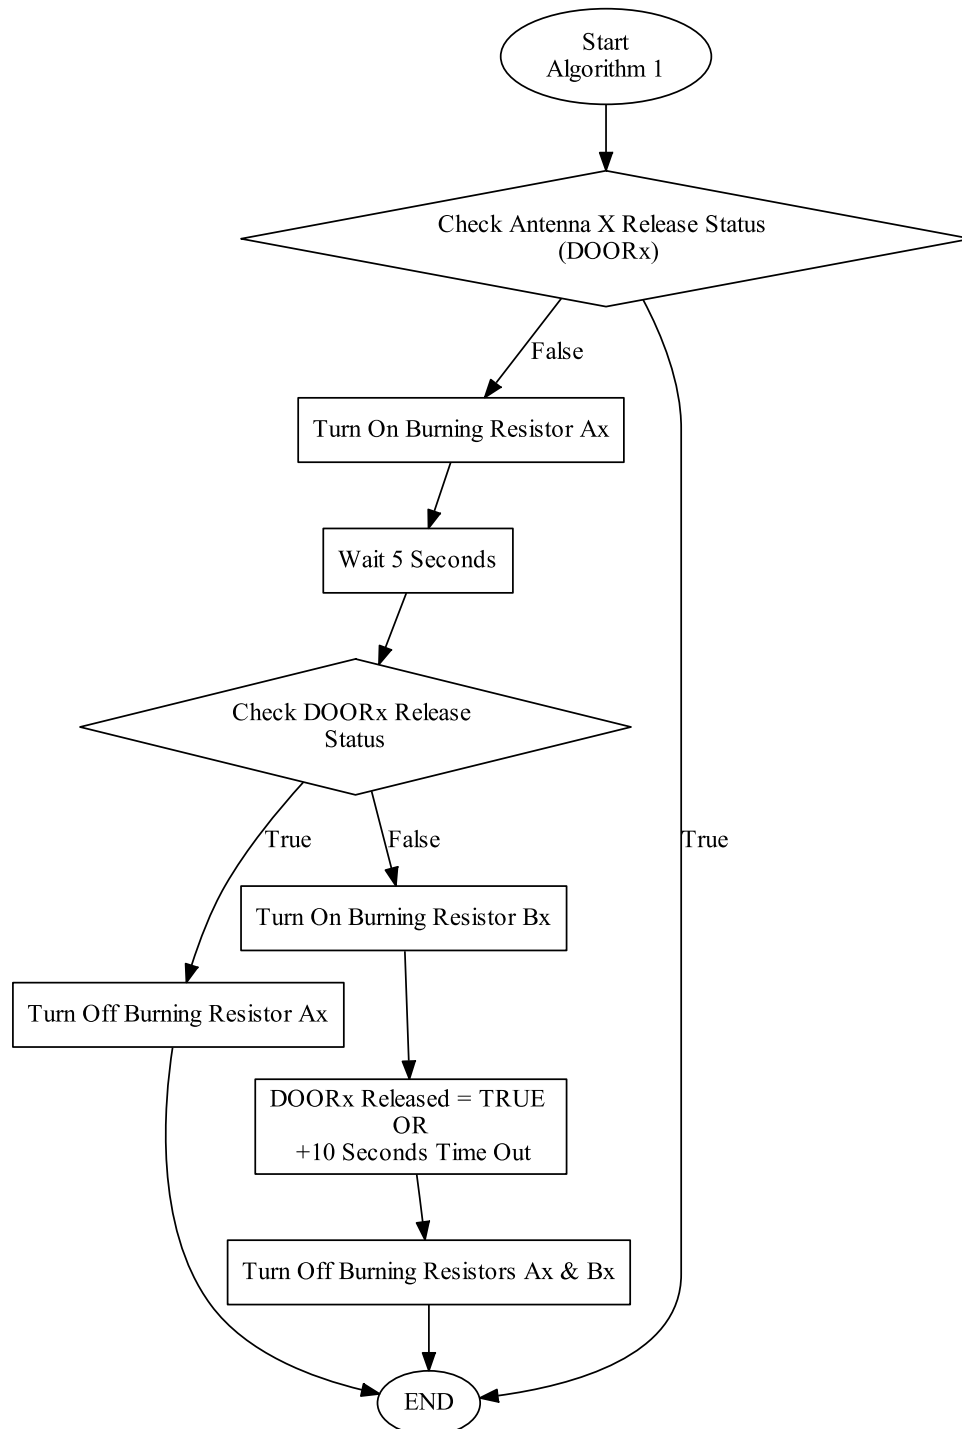 Start
Algorithm 1
Check Antenna X Release Status
(DOORx)
False
Turn On Burning Resistor Ax
Wait 5 Seconds
Check DOORx Release
Status
True
False
True
Turn On Burning Resistor Bx
Turn Off Burning Resistor Ax
DOORx Released = TRUE
OR
+10 Seconds Time Out
Turn Off Burning Resistors Ax & Bx
END